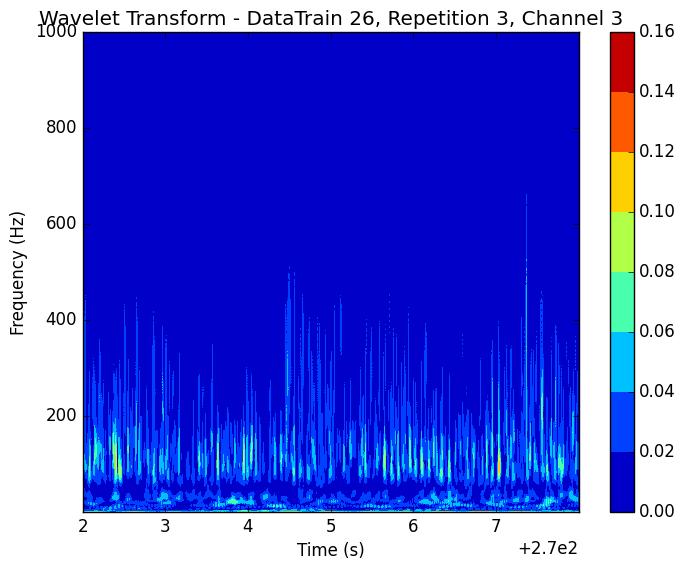 Wavelet Transform - DataTrain 26, Repetition 3, Channel 3
1000
800
600
400
200
Frequency (Hz)
2 3 4 5 6 7
Time (s)
+2.7e2
0.16
0.14
0.12
0.10
0.08
0.06
0.04
0.02
0.00